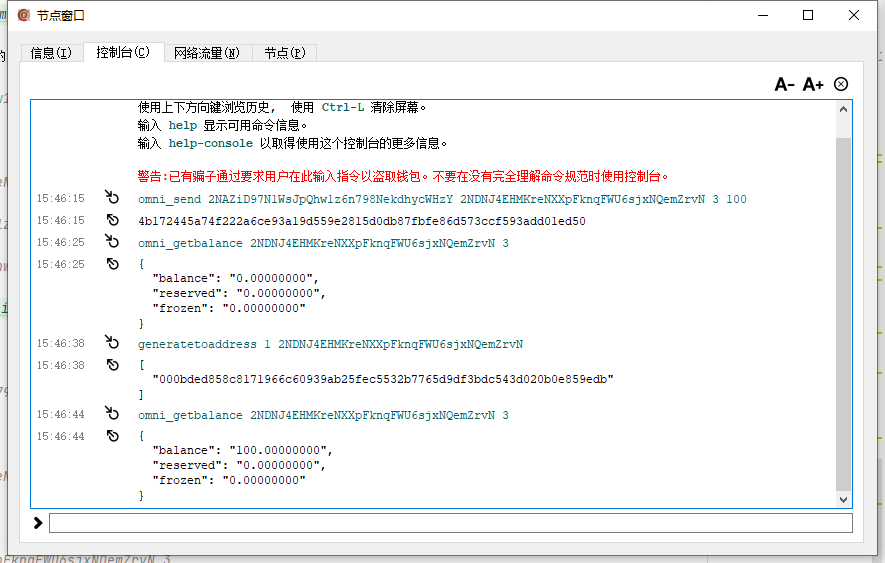 节点窗口
信息(I) 控制台(C) 网络流量(N) 节点(P)
A- A+
使用上下方向键浏览历史， 使用 Ctrl-L 清除屏幕。
输入 help 显示可用命令信息。
输入 help-console 以取得使用这个控制台的更多信息。
警告:已有骗子通过要求用户在此输入指令以盗取钱包。不要在没有完全理解命令规范时使用控制台。
15:46:15 omni_send 2NAZiD97N1WsJpQhw1z6n798NekdhycWHzY 2NDNJ4EHMKreNXXpFknqFWU6sjxNQemZrvN 3 100
15:46:15 4b172445a74f222a6ce93a19d559e2815d0db87fbfe86d573ccf593add01ed50
15:46:25 omni_getbalance 2NDNJ4EHMKreNXXpFknqFWU6sjxNQemZrvN 3
15:46:25 {
"balance": "0.00000000",
"reserved": "0.00000000",
"frozen": "0.00000000"
}
15:46:38 generatetoaddress 1 2NDNJ4EHMKreNXXpFknqFWU6sjxNQemZrvN
15:46:38 [
"000bded858c8171966c60939ab25fec5532b7765d9df3bdc543d020b0e859edb"
]
15:46:44 omni_getbalance 2NDNJ4EHMKreNXXpFknqFWU6sjxNQemZrvN 3
15:46:44 {
"balance": "100.00000000",
"reserved": "0.00000000",
"frozen": "0.00000000"
}